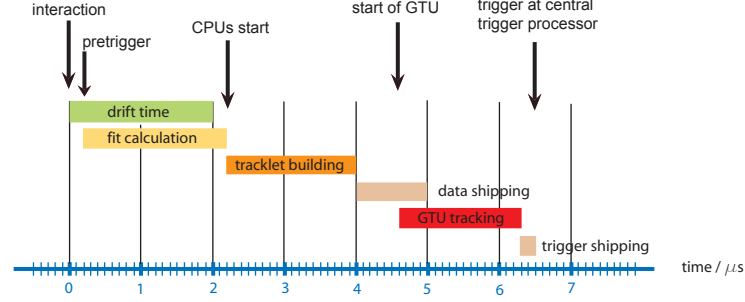 interaction
pretrigger
CPUs start
start of GTU
trigger at central
trigger processor
drift time
fit calculation
tracklet building
data shipping
GTU tracking
trigger shipping
time / μs
0 1 2 3 4 5 6 7